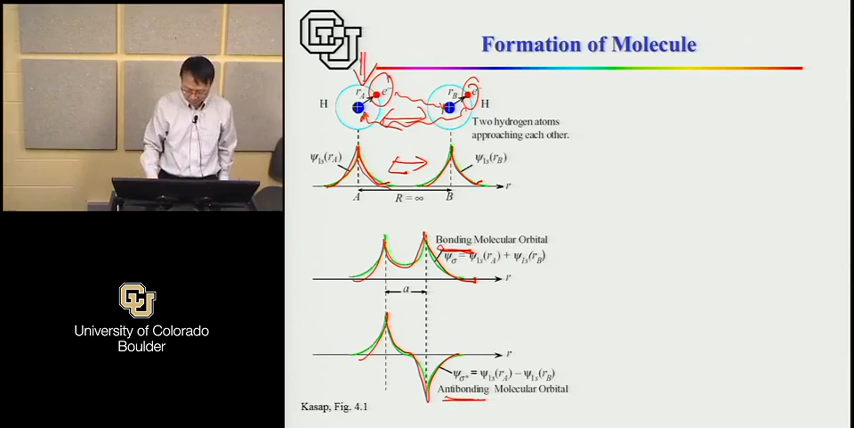 CU
Formation of Molecule
r_A
e⁻
r_B
e⁻
H
H
Two hydrogen atoms
approaching each other.
ψ_1s(r_A)
ψ_1s(r_B)
r
A
R = ∞
B
Bonding Molecular Orbital
ψ_σ = ψ_1s(r_A) + ψ_1s(r_B)
r
a
r
ψ_σ* = ψ_1s(r_A) − ψ_1s(r_B)
Antibonding Molecular Orbital
Kasap, Fig. 4.1
CU
University of Colorado
Boulder